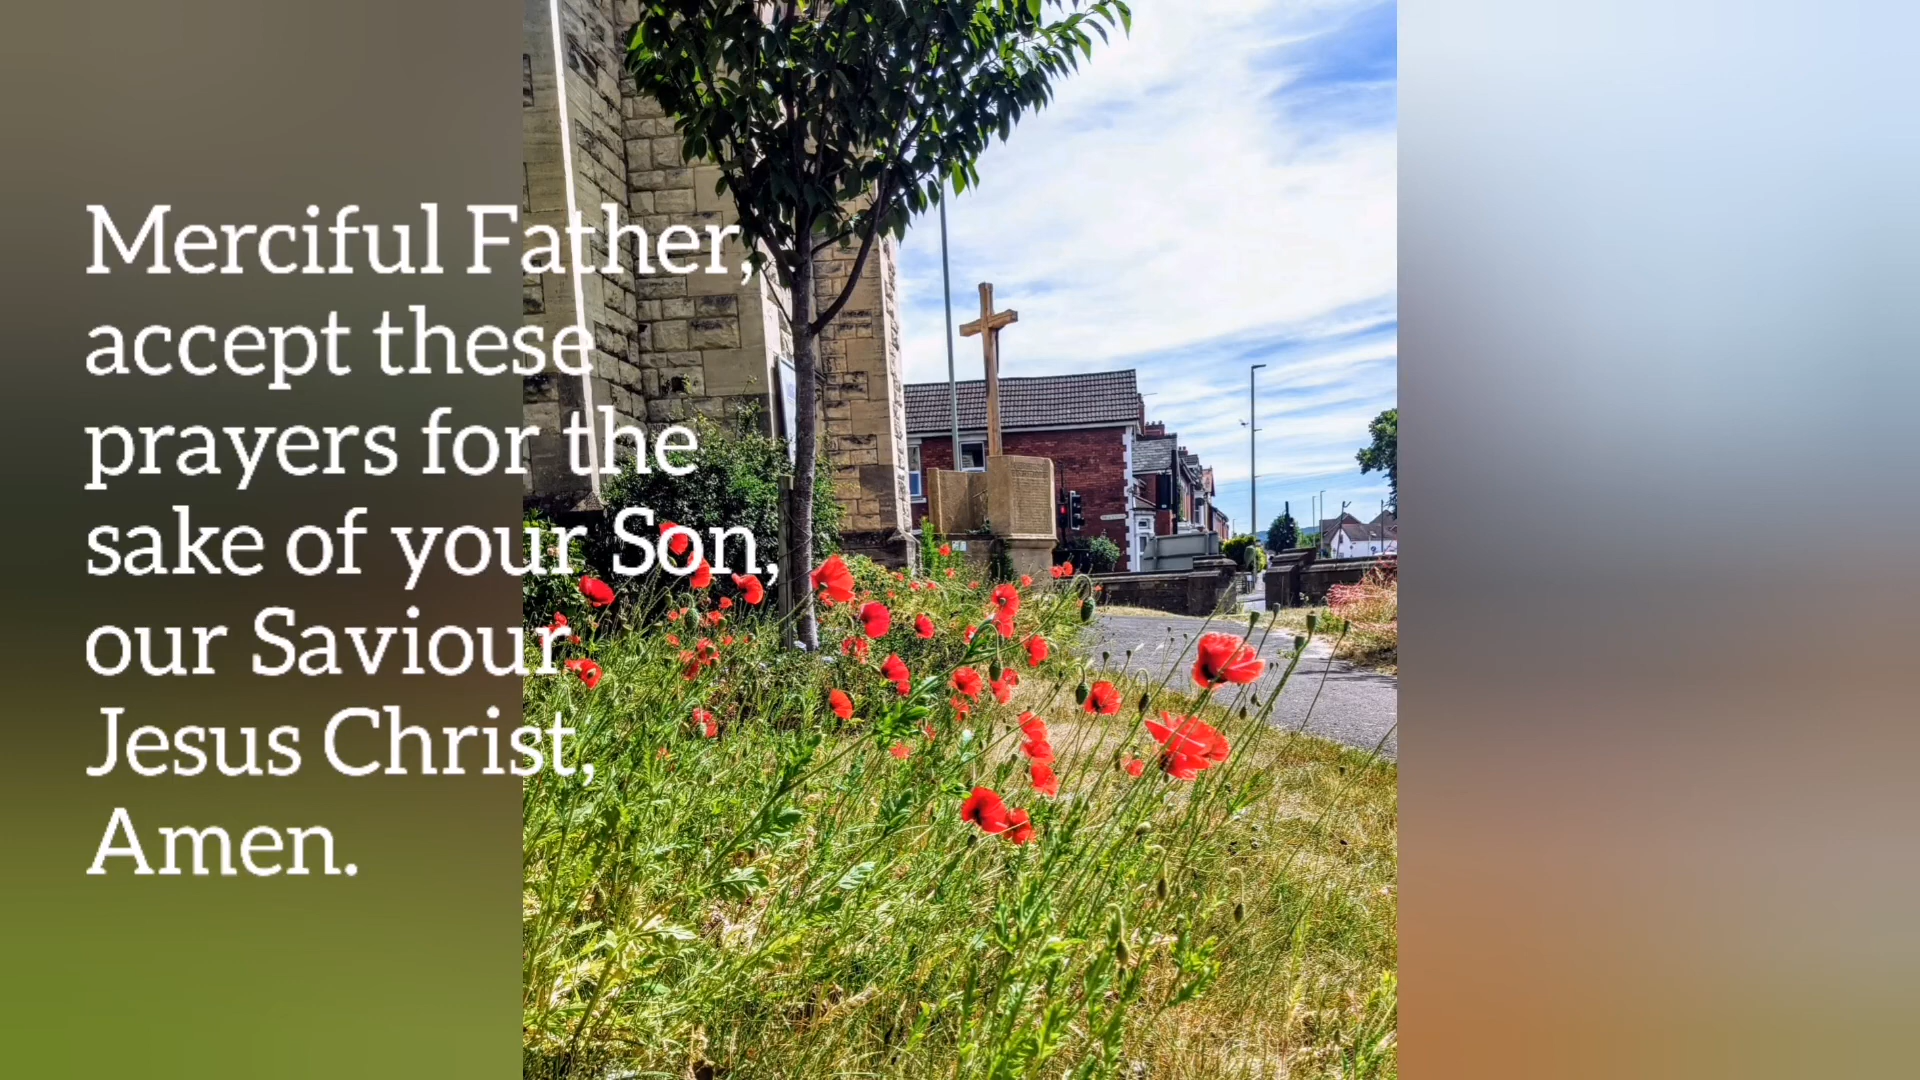 Merciful Father,
accept these
prayers for the
sake of your Son,
our Saviour
Jesus Christ,
Amen.